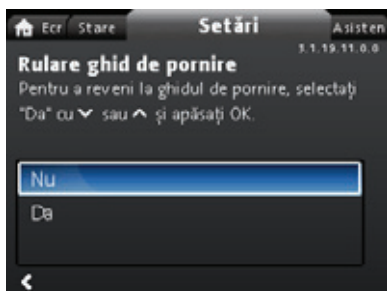 Ecr Stare Setări Asisten
3.1.19.11.0.0
Rulare ghid de pornire
Pentru a reveni la ghidul de pornire, selectați
"Da" cu sau și apăsați OK.
Nu
Da